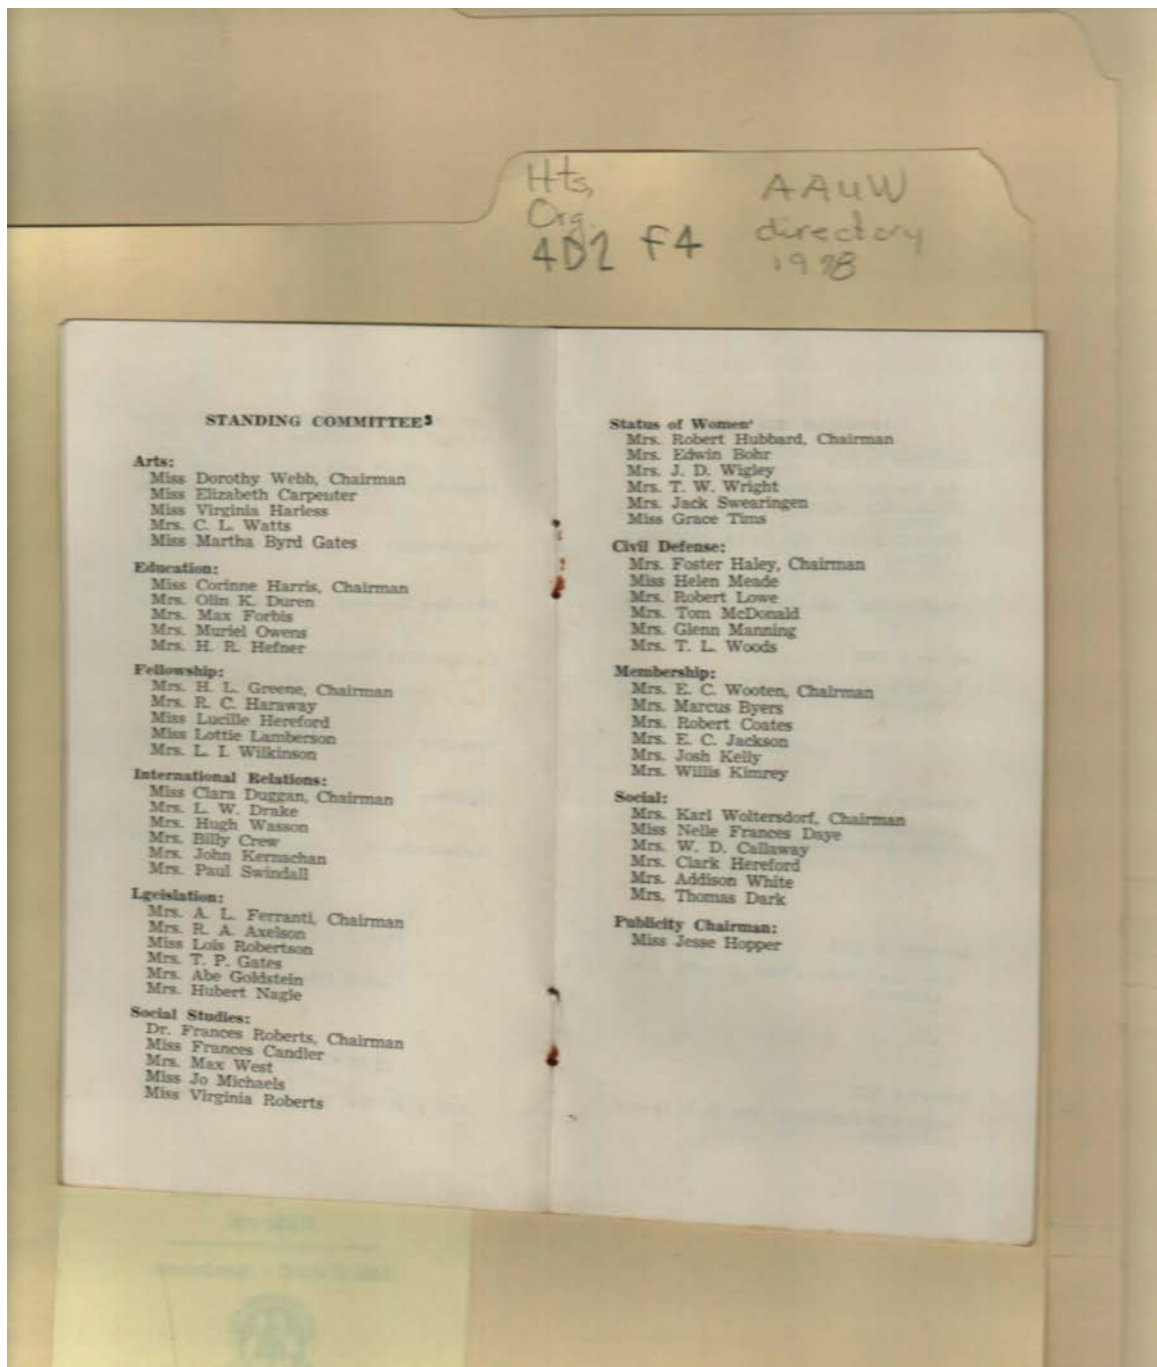 Hts,
Org.
4D2 F4
AAUW
directory
1978
STANDING COMMITTEES
Arts:
Miss Dorothy Webb, Chairman
Miss Elizabeth Carpenter
Miss Virginia Harless
Mrs. C. L. Watts
Miss Martha Byrd Gates
Education:
Miss Corinne Harris, Chairman
Mrs. Olin K. Duren
Mrs. Max Forbis
Mrs. Muriel Owens
Mrs. H. R. Hefner
Fellowship:
Mrs. H. L. Greene, Chairman
Mrs. R. C. Haraway
Miss Lucille Hereford
Miss Lottie Lamberson
Mrs. L. I. Wilkinson
International Relations:
Miss Clara Duggan, Chairman
Mrs. L. W. Drake
Mrs. Hugh Wasson
Mrs. Billy Crew
Mrs. John Kernachan
Mrs. Paul Swindall
Lgeislation:
Mrs. A. L. Ferranti, Chairman
Mrs. R. A. Axelson
Miss Lois Robertson
Mrs. T. P. Gates
Mrs. Abe Goldstein
Mrs. Hubert Nagle
Social Studies:
Dr. Frances Roberts, Chairman
Miss Frances Candler
Mrs. Max West
Miss Jo Michaels
Miss Virginia Roberts
Status of Women:
Mrs. Robert Hubbard, Chairman
Mrs. Edwin Bohr
Mrs. J. D. Wigley
Mrs. T. W. Wright
Mrs. Jack Swearingen
Miss Grace Tims
Civil Defense:
Mrs. Foster Haley, Chairman
Miss Helen Meade
Mrs. Robert Lowe
Mrs. Tom McDonald
Mrs. Glenn Manning
Mrs. T. L. Woods
Membership:
Mrs. E. C. Wooten, Chairman
Mrs. Marcus Byers
Mrs. Robert Coates
Mrs. E. C. Jackson
Mrs. Josh Kelly
Mrs. Willis Kimrey
Social:
Mrs. Karl Woltersdorf, Chairman
Miss Nelle Frances Daye
Mrs. W. D. Callaway
Mrs. Clark Hereford
Mrs. Addison White
Mrs. Thomas Dark
Publicity Chairman:
Miss Jesse Hopper